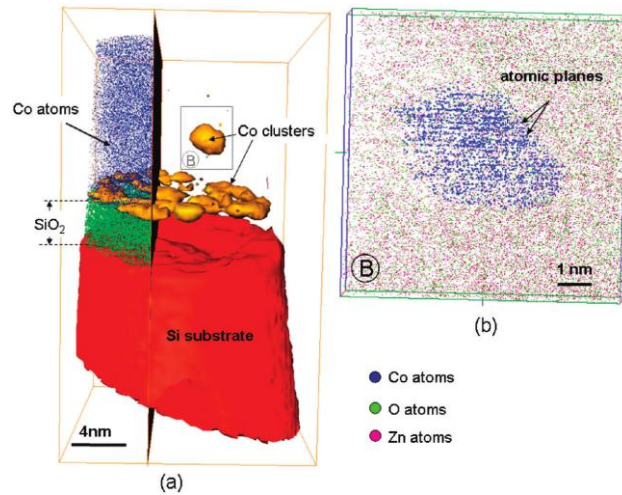 Co atoms
Co clusters
B
SiO₂
Si substrate
4nm
(a)
atomic planes
B
1 nm
(b)
Co atoms
O atoms
Zn atoms